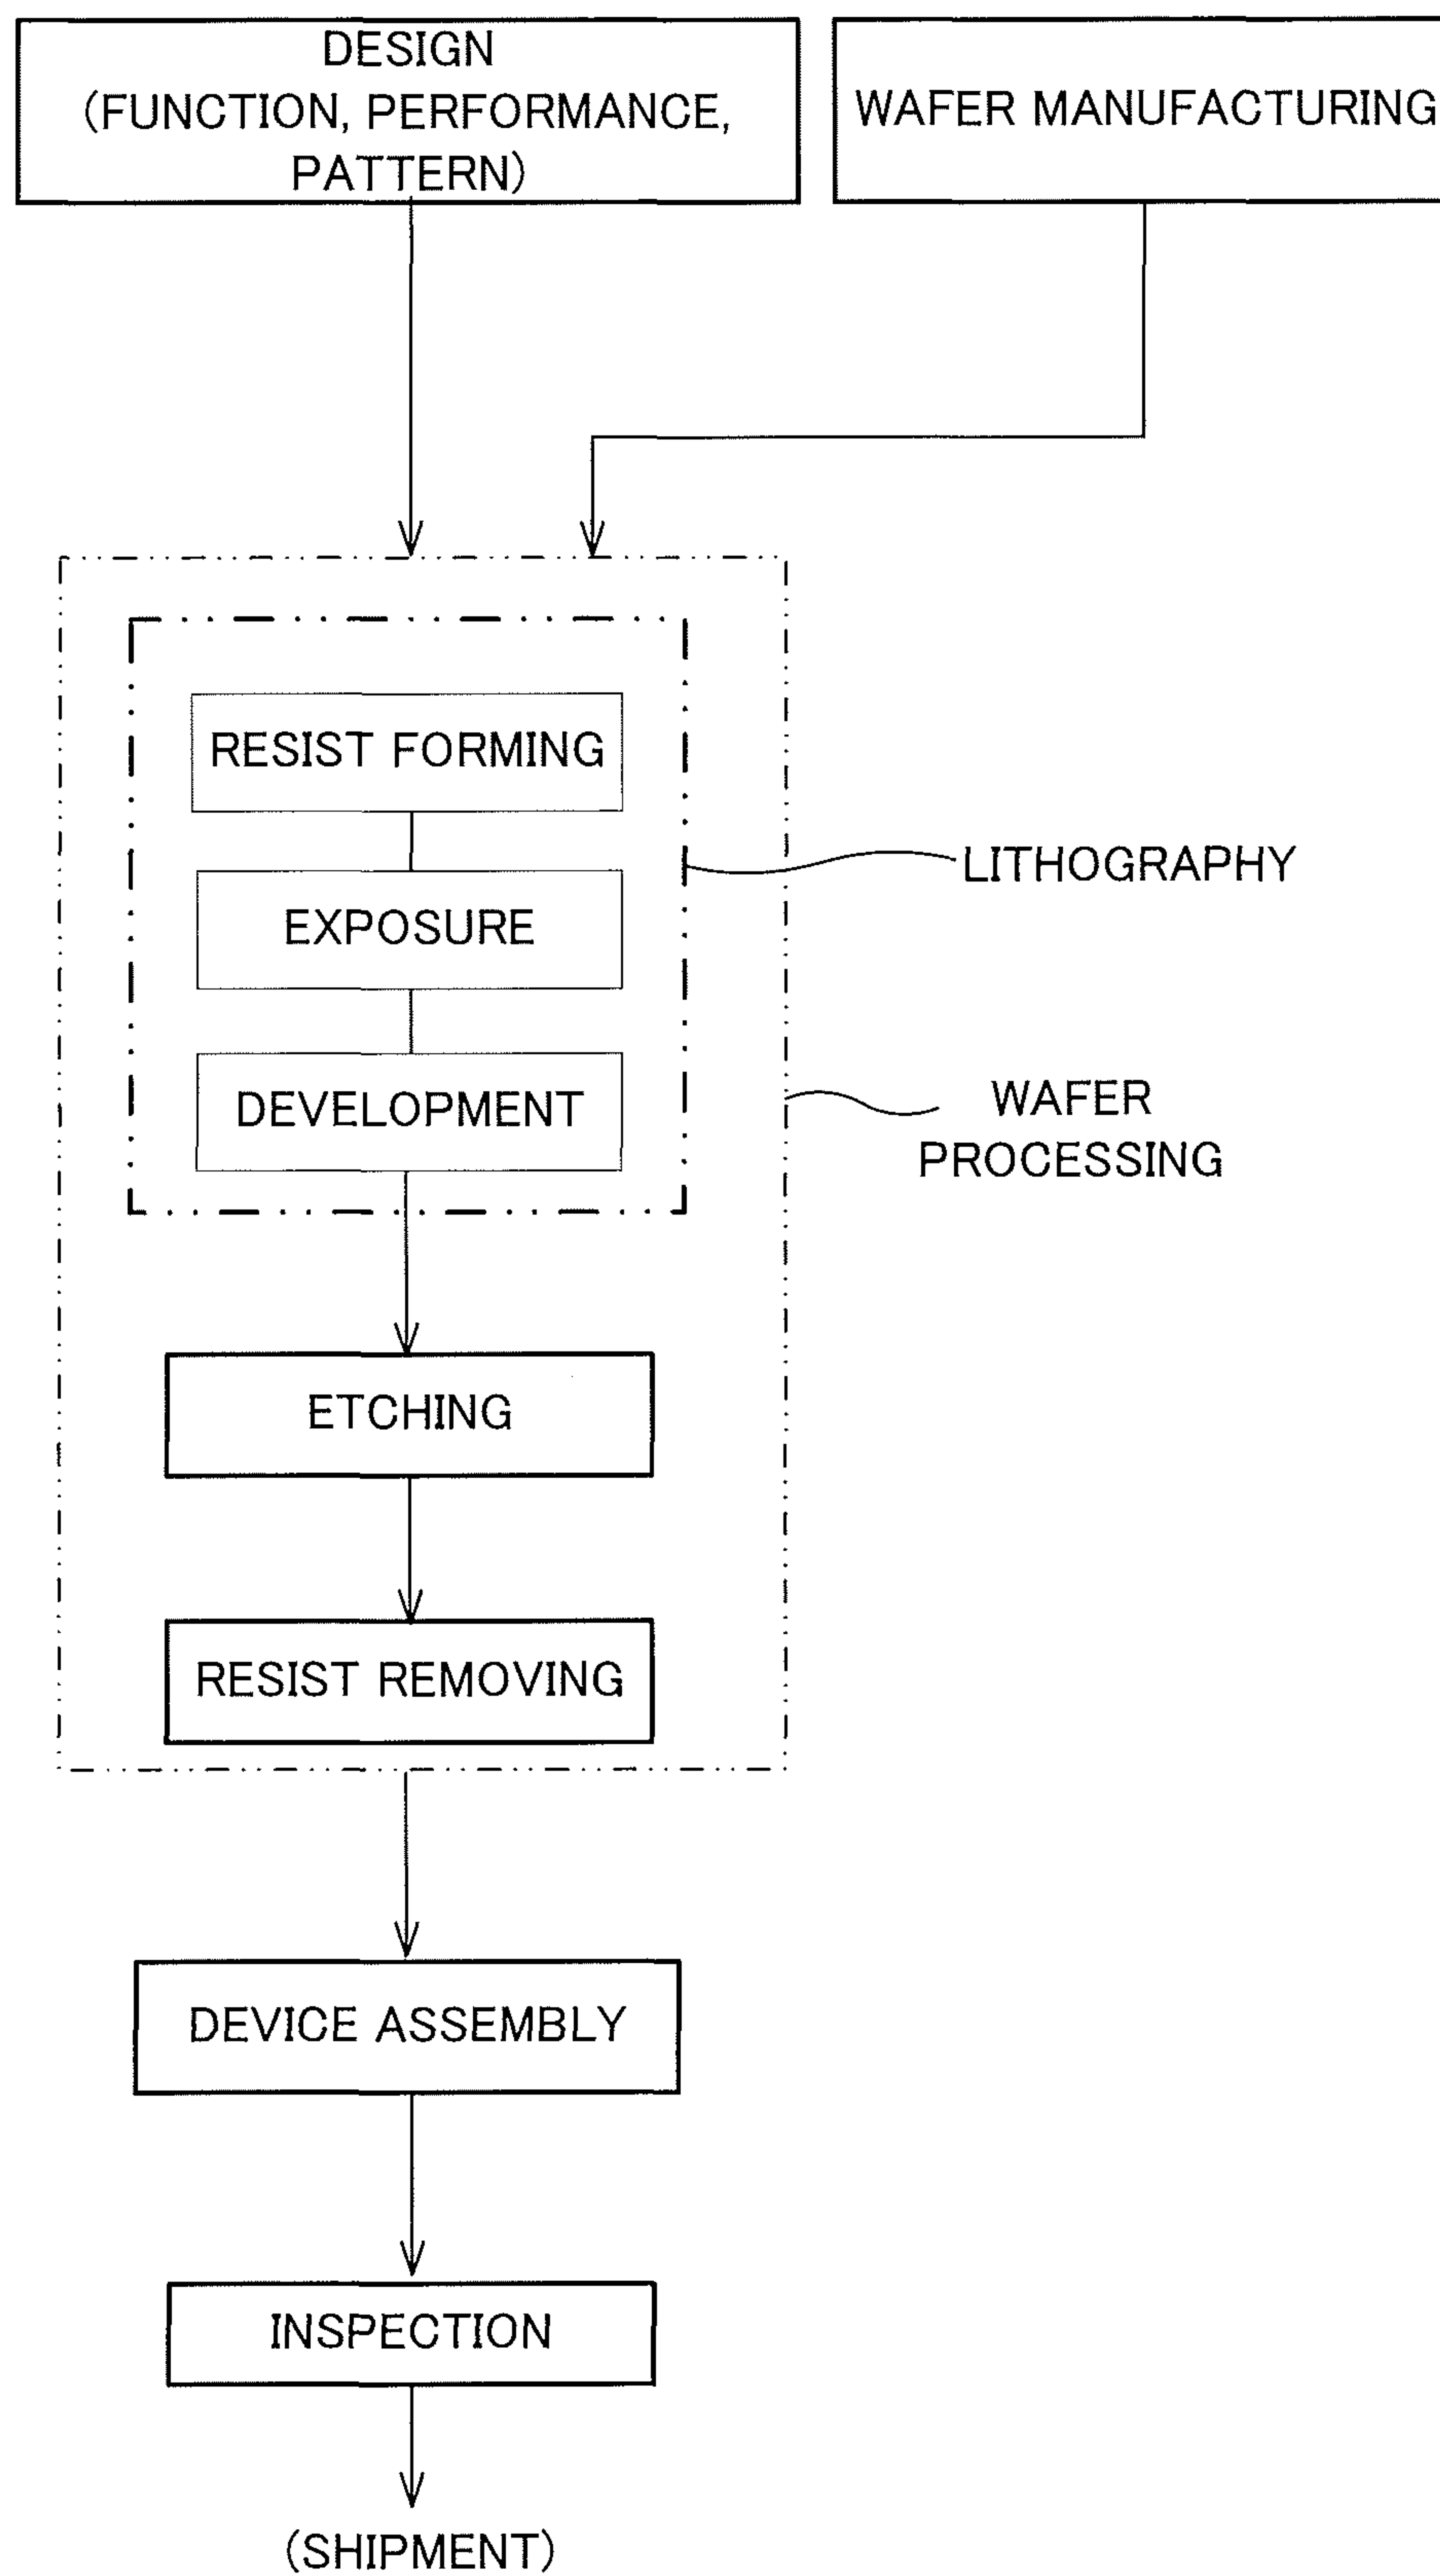 DESIGN
(FUNCTION, PERFORMANCE,
PATTERN)
WAFER MANUFACTURING
RESIST FORMING
EXPOSURE
DEVELOPMENT
LITHOGRAPHY
WAFER
PROCESSING
ETCHING
RESIST REMOVING
DEVICE ASSEMBLY
INSPECTION
(SHIPMENT)